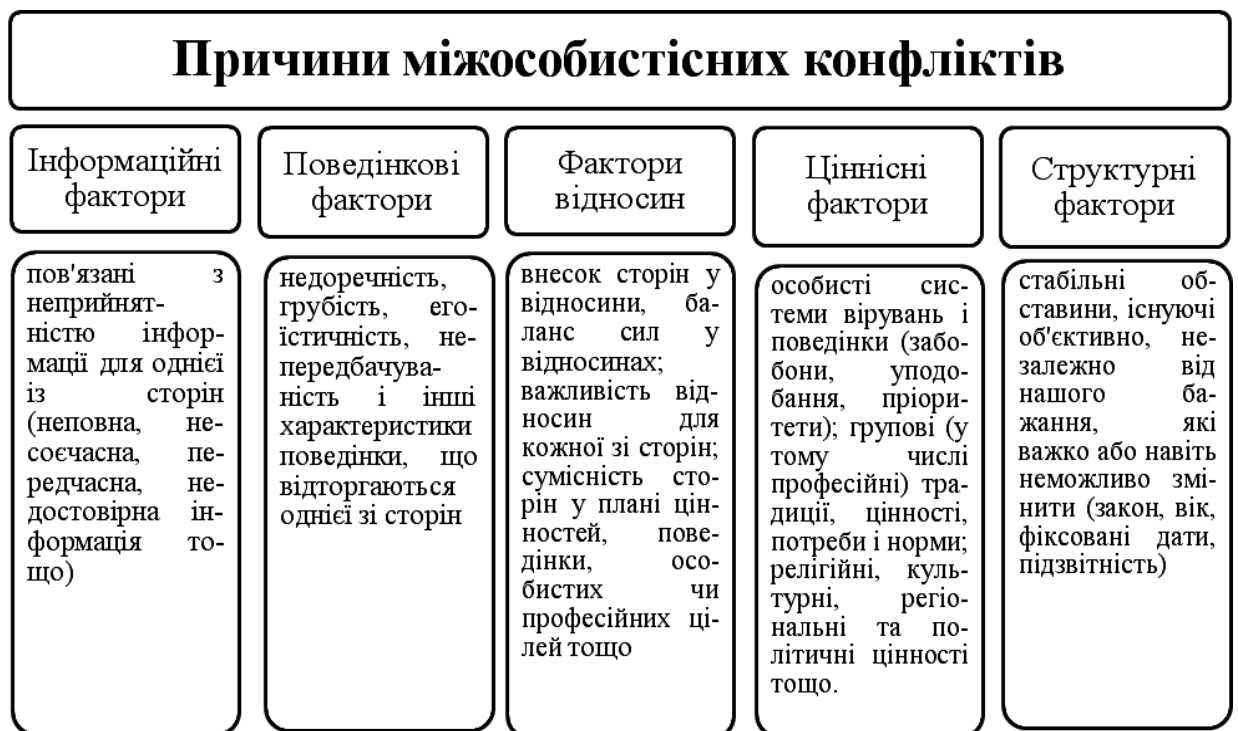 Причини міжособистісних конфліктів
Інформаційні
фактори
пов'язані з
неприйнят-
ністю інфор-
мації для однієї
із сторін
(неповна, не-
соєчасна, пе-
редчасна, не-
достовірна ін-
формація то-
що)
Поведінкові
фактори
недоречність,
грубість, его-
їстичність, не-
передбачува-
ність і інші
характеристики
поведінки, що
відторгаються
однієї зі сторін
Фактори
відносин
внесок сторін у
відносини, ба-
ланс сил у
відносинах;
важливість від-
носин для
кожної зі сторін;
сумісність сто-
рін у плані цін-
ностей, пове-
дінки, осо-
бистих чи
професійних ці-
лей тощо
Ціннісні
фактори
особисті сис-
теми вірувань і
поведінки (забо-
бони, уподо-
бання, пріори-
тети); групові (у
тому числі
професійні) тра-
диції, цінності,
потреби і норми;
релігійні, куль-
турні, регіо-
нальні та по-
літичні цінності
тощо.
Структурні
фактори
стабільні об-
ставини, існуючі
об'єктивно, не-
залежно від
нашого ба-
жання, які
важко або навіть
неможливо змі-
нити (закон, вік,
фіксовані дати,
підзвітність)